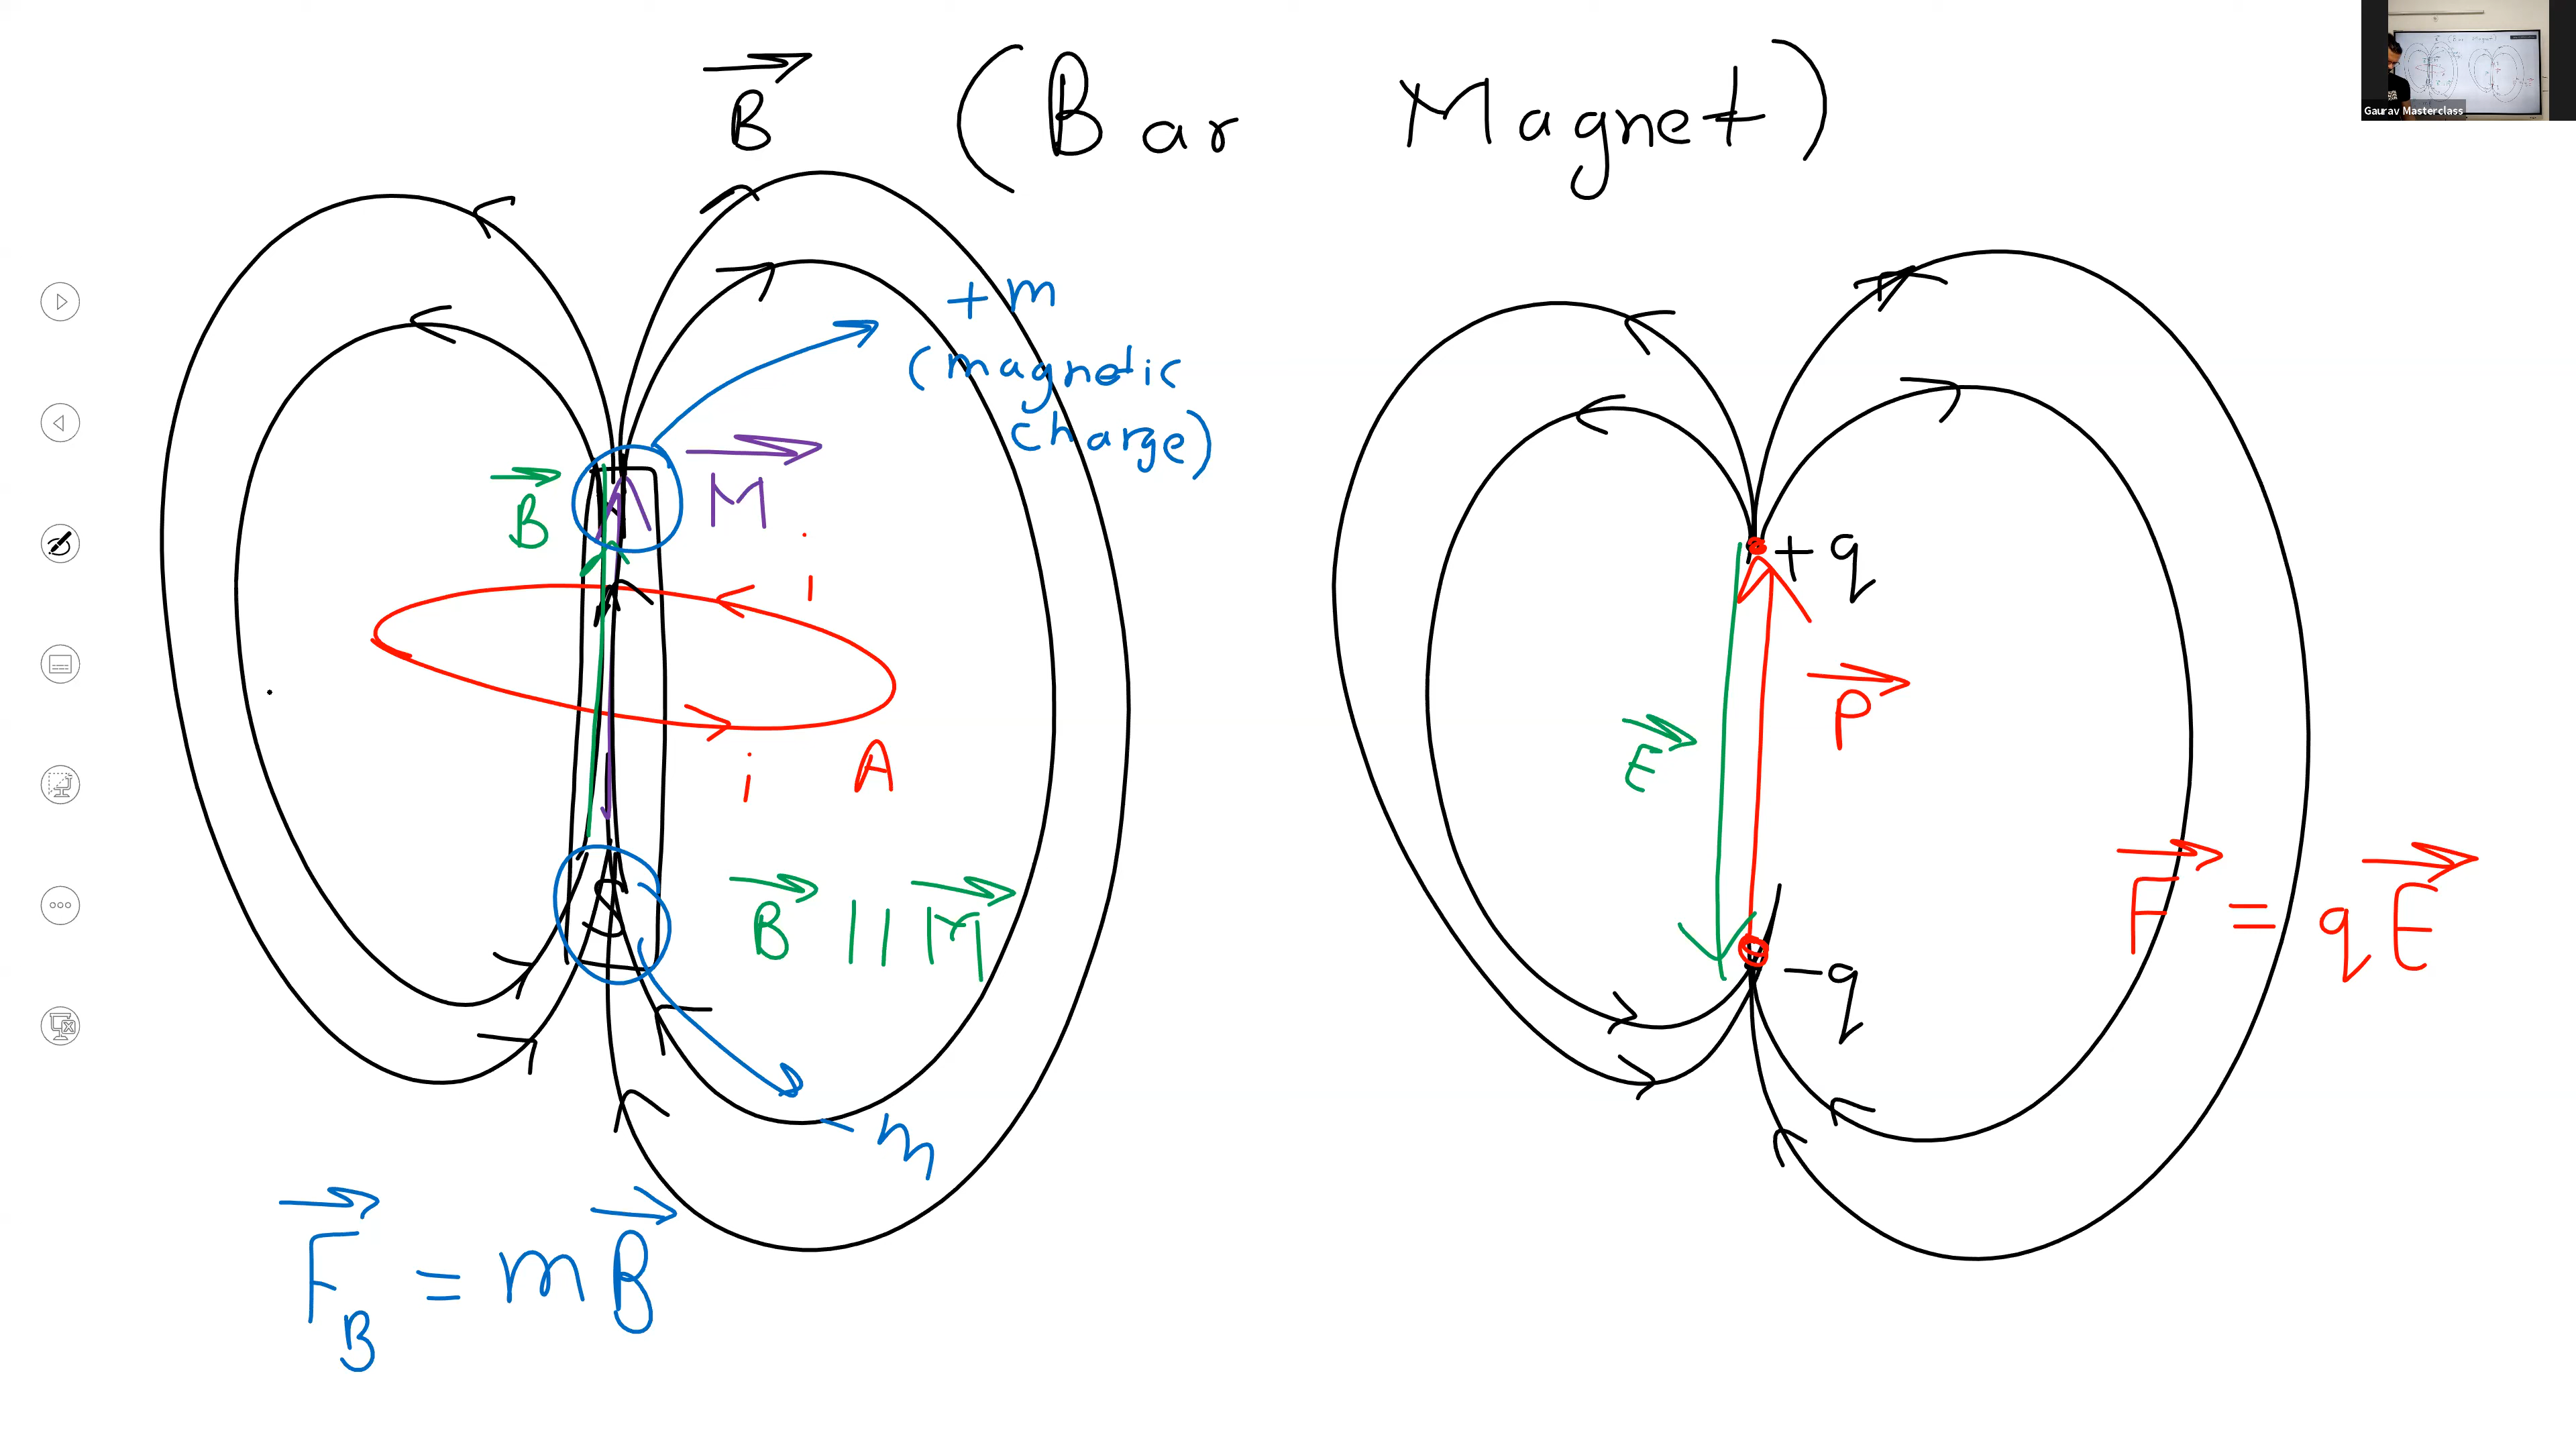 B (Bar Magnet)
Gaurav Masterclass
+m
(magnetic
charge)
B
M
i
i
A
B || M
-m
F_B = mB
+q
P
E
-q
F = qE